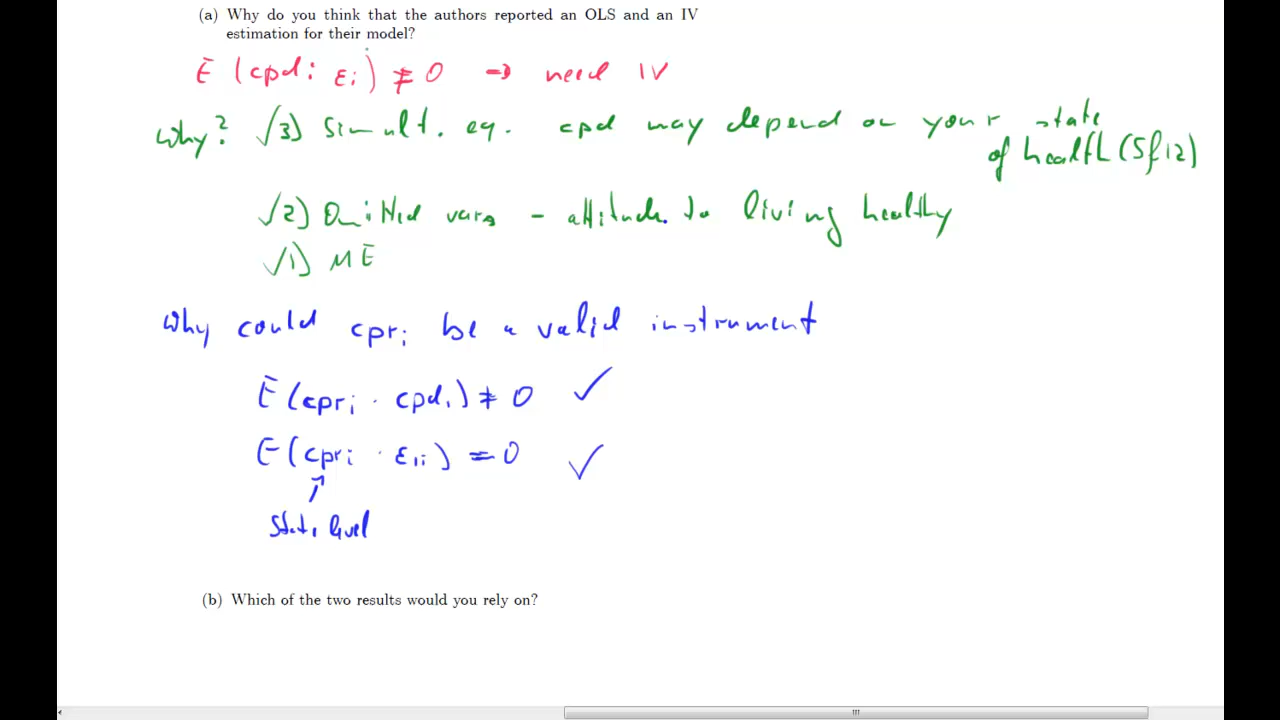 (a) Why do you think that the authors reported an OLS and an IV
estimation for their model?
E (cpdi εi) ≠ 0 → need IV
Why? √3) Simult. eq. cpd may depend on your state
of health (Sf12)
√2) Omitted vars - attitude to living healthy
√1) ME
Why could cpri be a valid instrument
E(cpri · cpdi) ≠ 0 ✓
E(cpri · ε1i) = 0 ✓
↑
State level
(b) Which of the two results would you rely on?